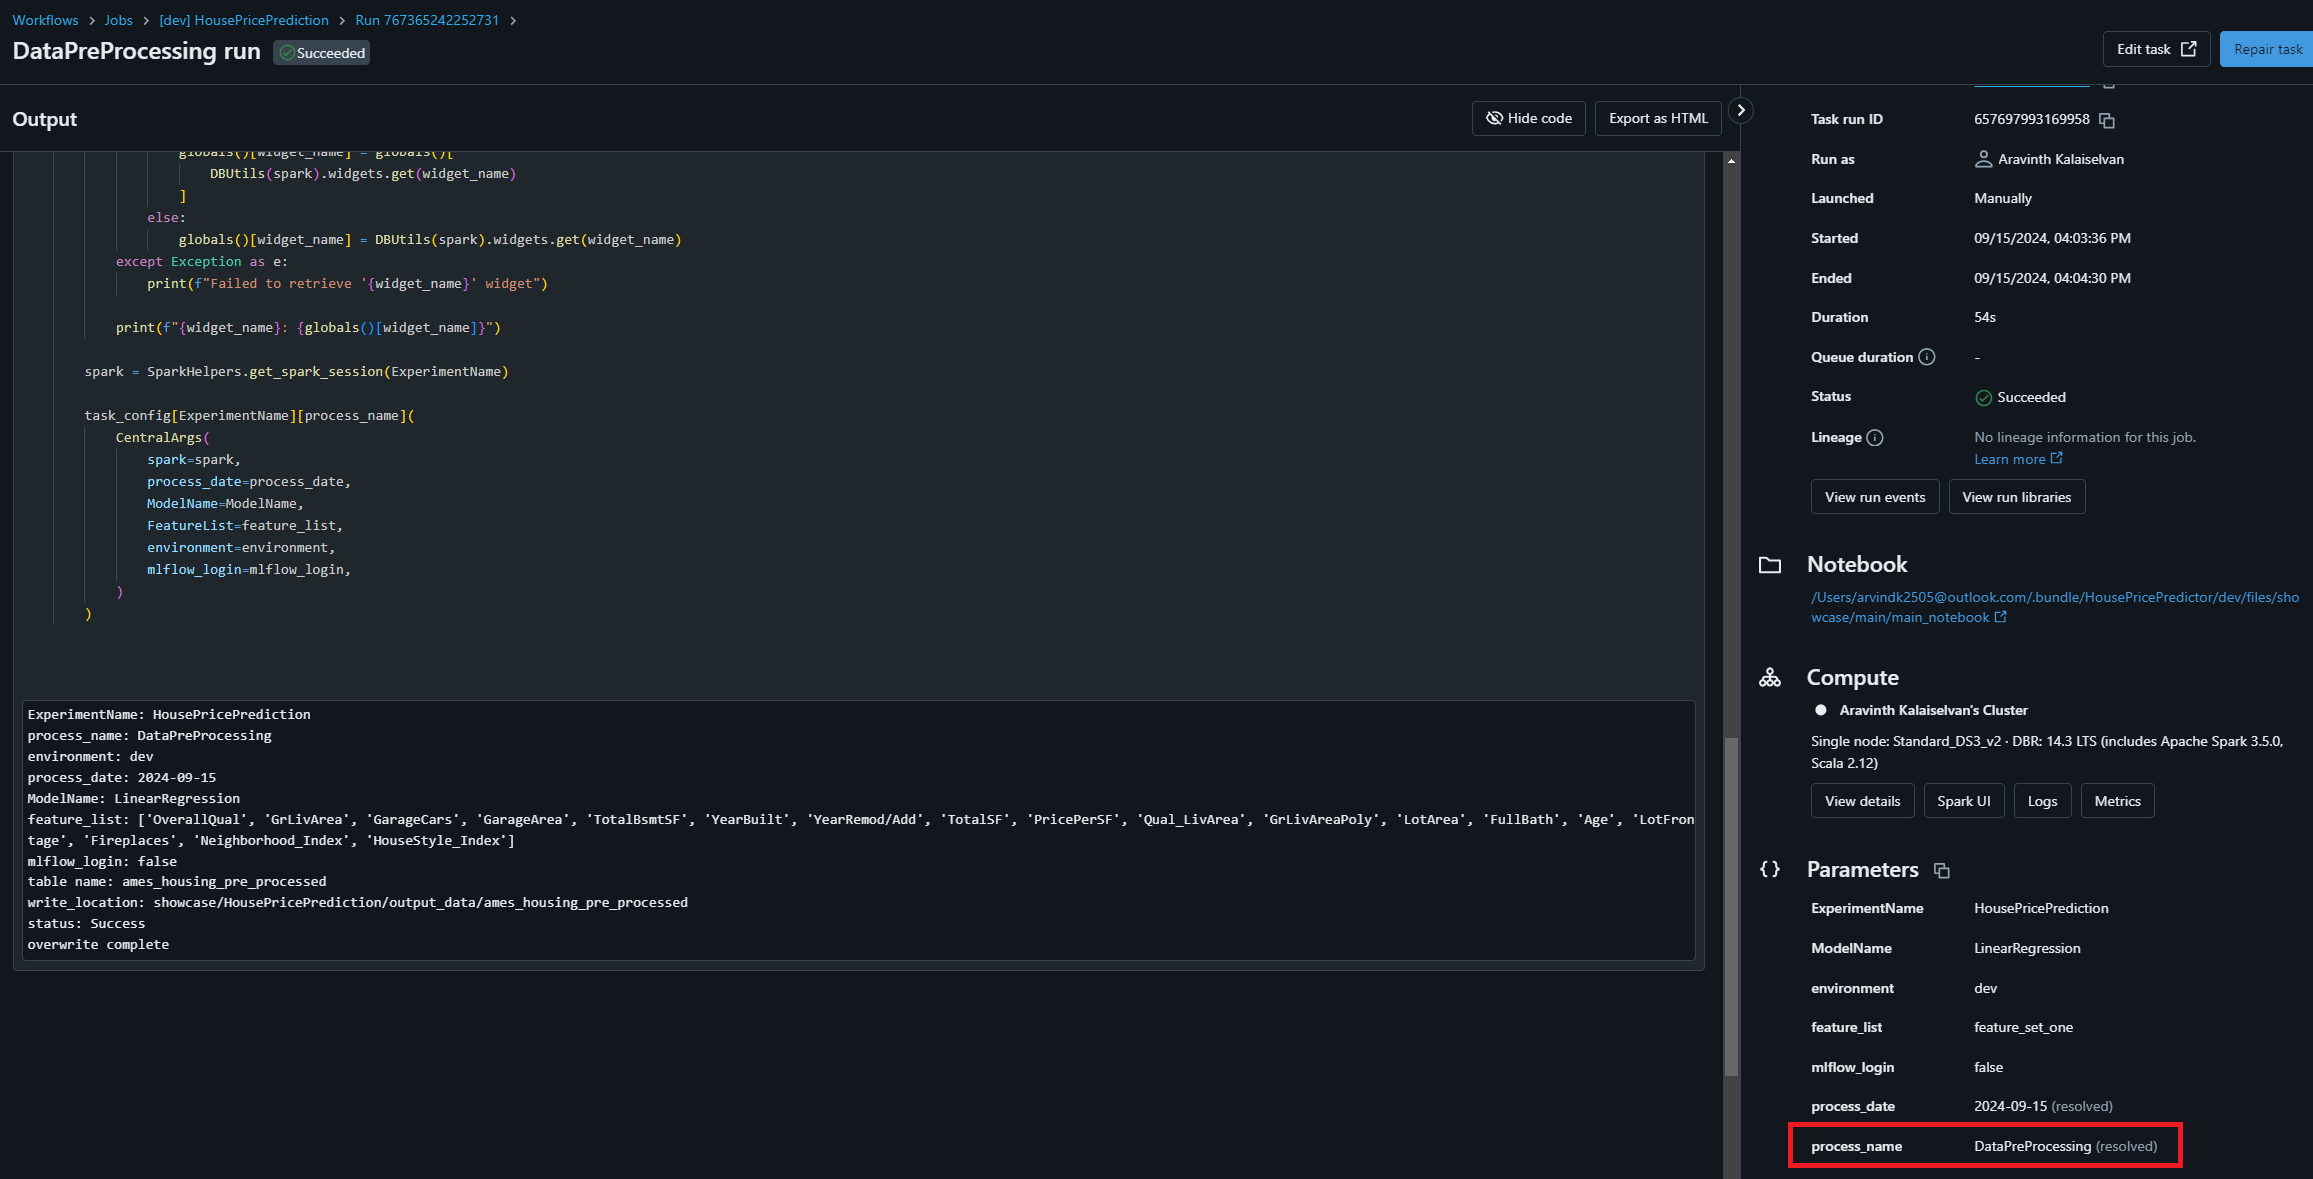 Workflows > Jobs > [dev] HousePricePrediction > Run 767365242252731 >
DataPreProcessing run Succeeded
Edit task
Repair task
Output
Hide code
Export as HTML
globals()[widget_name] = globals()[
DBUtils(spark).widgets.get(widget_name)
]
else:
globals()[widget_name] = DBUtils(spark).widgets.get(widget_name)
except Exception as e:
print(f"Failed to retrieve '{widget_name}' widget")
print(f"{widget_name}: {globals()[widget_name]}")
spark = SparkHelpers.get_spark_session(ExperimentName)
task_config[ExperimentName][process_name](
CentralArgs(
spark=spark,
process_date=process_date,
ModelName=ModelName,
FeatureList=feature_list,
environment=environment,
mlflow_login=mlflow_login,
)
)
ExperimentName: HousePricePrediction
process_name: DataPreProcessing
environment: dev
process_date: 2024-09-15
ModelName: LinearRegression
feature_list: ['OverallQual', 'GrLivArea', 'GarageCars', 'GarageArea', 'TotalBsmtSF', 'YearBuilt', 'YearRemod/Add', 'TotalSF', 'PricePerSF', 'Qual_LivArea', 'GrLivAreaPoly', 'LotArea', 'FullBath', 'Age', 'LotFron
tage', 'Fireplaces', 'Neighborhood_Index', 'HouseStyle_Index']
mlflow_login: false
table name: ames_housing_pre_processed
write_location: showcase/HousePricePrediction/output_data/ames_housing_pre_processed
status: Success
overwrite complete
Task run ID 657697993169958
Run as Aravinth Kalaiselvan
Launched Manually
Started 09/15/2024, 04:03:36 PM
Ended 09/15/2024, 04:04:30 PM
Duration 54s
Queue duration -
Status Succeeded
Lineage No lineage information for this job.
Learn more
View run events
View run libraries
Notebook
/Users/arvindk2505@outlook.com/.bundle/HousePricePredictor/dev/files/sho
wcase/main/main_notebook
Compute
Aravinth Kalaiselvan's Cluster
Single node: Standard_DS3_v2 · DBR: 14.3 LTS (includes Apache Spark 3.5.0,
Scala 2.12)
View details
Spark UI
Logs
Metrics
Parameters
ExperimentName HousePricePrediction
ModelName LinearRegression
environment dev
feature_list feature_set_one
mlflow_login false
process_date 2024-09-15 (resolved)
process_name DataPreProcessing (resolved)